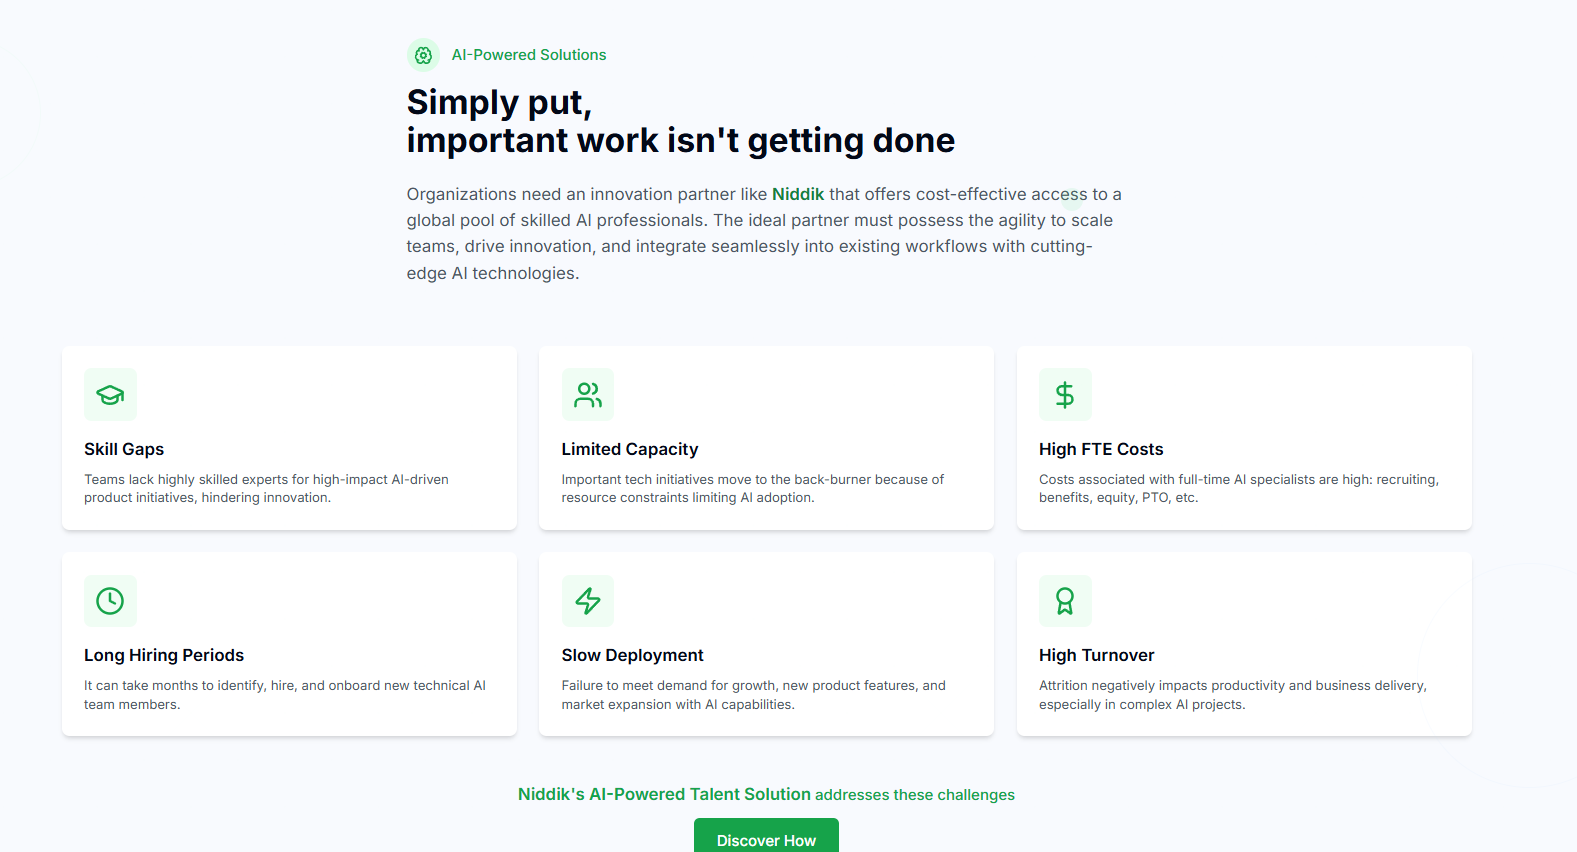 AI-Powered Solutions
Simply put,
important work isn't getting done
Organizations need an innovation partner like Niddik that offers cost-effective access to a
global pool of skilled AI professionals. The ideal partner must possess the agility to scale
teams, drive innovation, and integrate seamlessly into existing workflows with cutting-
edge AI technologies.
Skill Gaps
Teams lack highly skilled experts for high-impact AI-driven
product initiatives, hindering innovation.
Limited Capacity
Important tech initiatives move to the back-burner because of
resource constraints limiting AI adoption.
High FTE Costs
Costs associated with full-time AI specialists are high: recruiting,
benefits, equity, PTO, etc.
Long Hiring Periods
It can take months to identify, hire, and onboard new technical AI
team members.
Slow Deployment
Failure to meet demand for growth, new product features, and
market expansion with AI capabilities.
High Turnover
Attrition negatively impacts productivity and business delivery,
especially in complex AI projects.
Niddik's AI-Powered Talent Solution addresses these challenges
Discover How